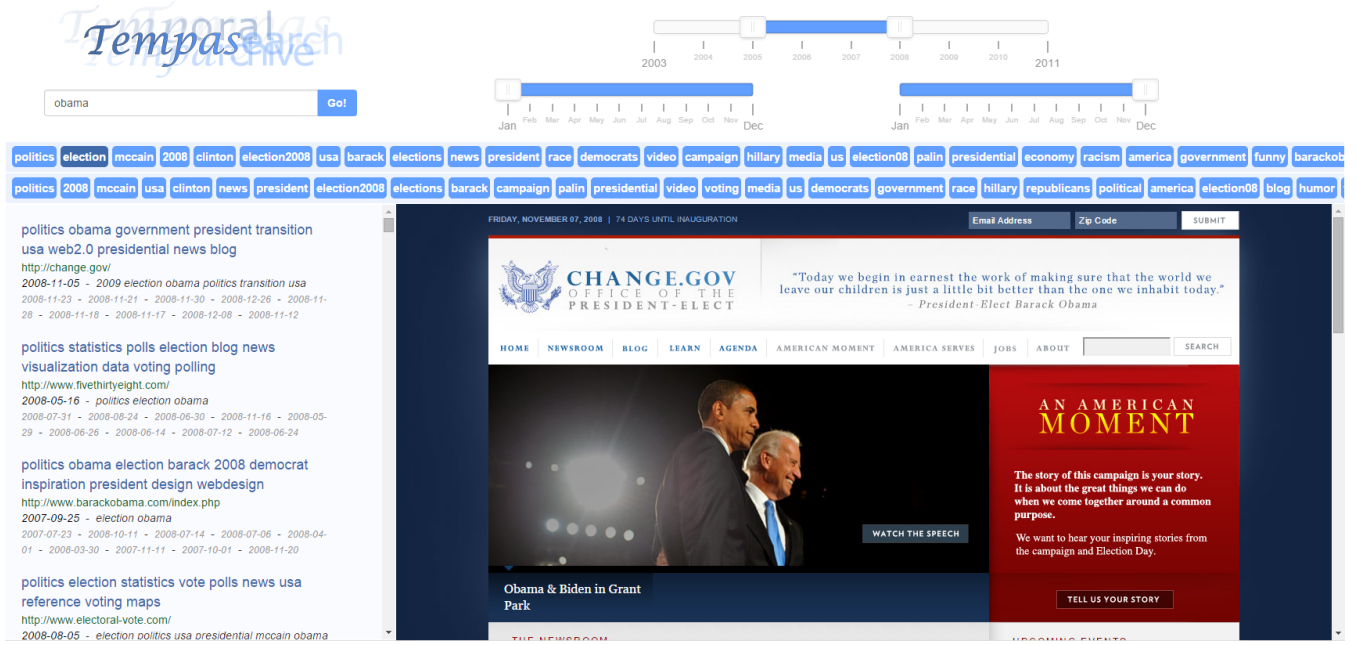 Temporal
Tempas
Search
Archive
2003 2004 2005 2006 2007 2008 2009 2010 2011
obama Go!
Jan Feb Mar Apr May Jun Jul Aug Sep Oct Nov Dec
Jan Feb Mar Apr May Jun Jul Aug Sep Oct Nov Dec
politics election mccain 2008 clinton election2008 usa barack elections news president race democrats video campaign hillary media us election08 palin presidential economy racism america government funny barackob
politics 2008 mccain usa clinton news president election2008 elections barack campaign palin presidential video voting media us democrats government race hillary republicans political america election08 blog humor
politics obama government president transition
usa web2.0 presidential news blog
http://change.gov/
2008-11-05 - 2009 election obama politics transition usa
2008-11-23 - 2008-11-21 - 2008-11-30 - 2008-12-26 - 2008-11-
28 - 2008-11-18 - 2008-11-17 - 2008-12-08 - 2008-11-12
politics statistics polls election blog news
visualization data voting polling
http://www.fivethirtyeight.com/
2008-05-16 - politics election obama
2008-07-31 - 2008-08-24 - 2008-06-30 - 2008-11-16 - 2008-05-
29 - 2008-06-26 - 2008-06-14 - 2008-07-12 - 2008-06-24
politics obama election barack 2008 democrat
inspiration president design webdesign
http://www.barackobama.com/index.php
2007-09-25 - election obama
2007-07-23 - 2008-10-11 - 2008-07-14 - 2008-07-06 - 2008-04-
01 - 2008-03-30 - 2007-11-11 - 2007-10-01 - 2008-11-20
politics election statistics vote polls news usa
reference voting maps
http://www.electoral-vote.com/
2008-08-05 - election politics usa presidential mccain obama
FRIDAY, NOVEMBER 07, 2008 | 74 DAYS UNTIL INAUGURATION
Email Address Zip Code SUBMIT
CHANGE.GOV
OFFICE OF THE
PRESIDENT-ELECT
“Today we begin in earnest the work of making sure that the world we
leave our children is just a little bit better than the one we inhabit today.”
– President-Elect Barack Obama
HOME NEWSROOM BLOG LEARN AGENDA AMERICAN MOMENT AMERICA SERVES JOBS ABOUT SEARCH
WATCH THE SPEECH
Obama & Biden in Grant
Park
AN AMERICAN
MOMENT
The story of this campaign is your story.
It is about the great things we can do
when we come together around a common
purpose.
We want to hear your inspiring stories from
the campaign and Election Day.
TELL US YOUR STORY
THE NEWSROOM
UPCOMING EVENTS